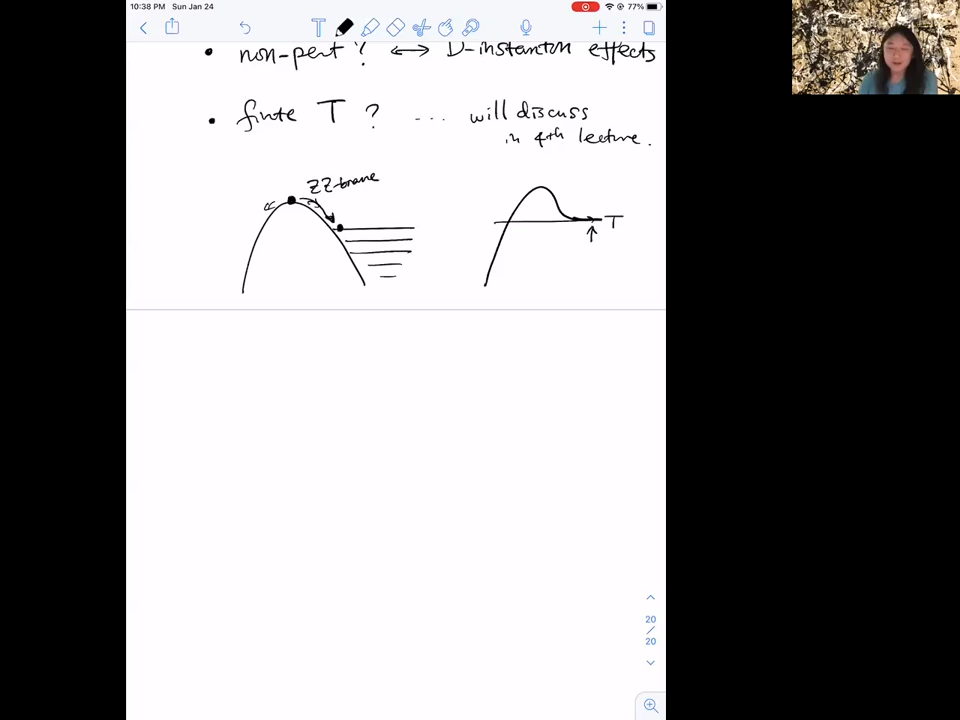 10:38 PM Sun Jan 24
77%
• non-pert ? ↔ D-instanton effects
• finte T ? ... will discuss
in 4th lecture.
ZZ-brane
T
20
/
20